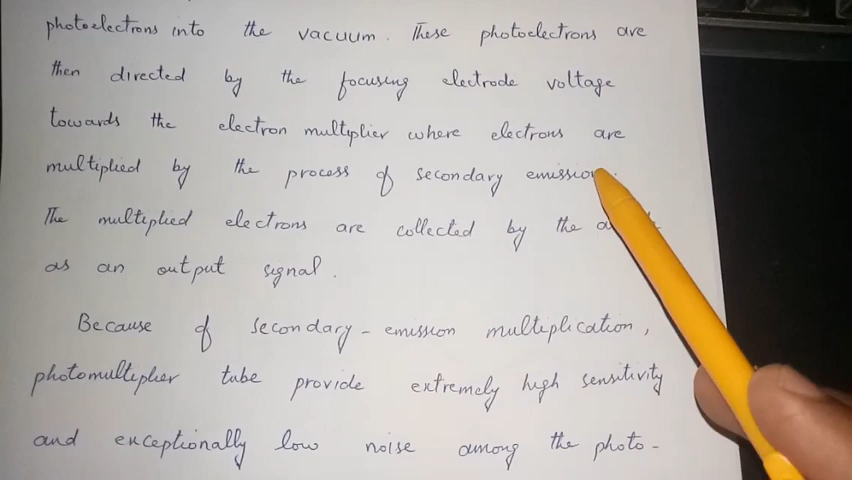 photoelectrons into the vacuum. These photoelectrons are
then directed by the focusing electrode voltage
towards the electron multiplier where electrons are
multiplied by the process of secondary emission.
The multiplied electrons are collected by the
as an output signal.
Because of secondary-emission multiplication,
photomultiplier tube provide extremely high sensitivity
and exceptionally low noise among the photo-